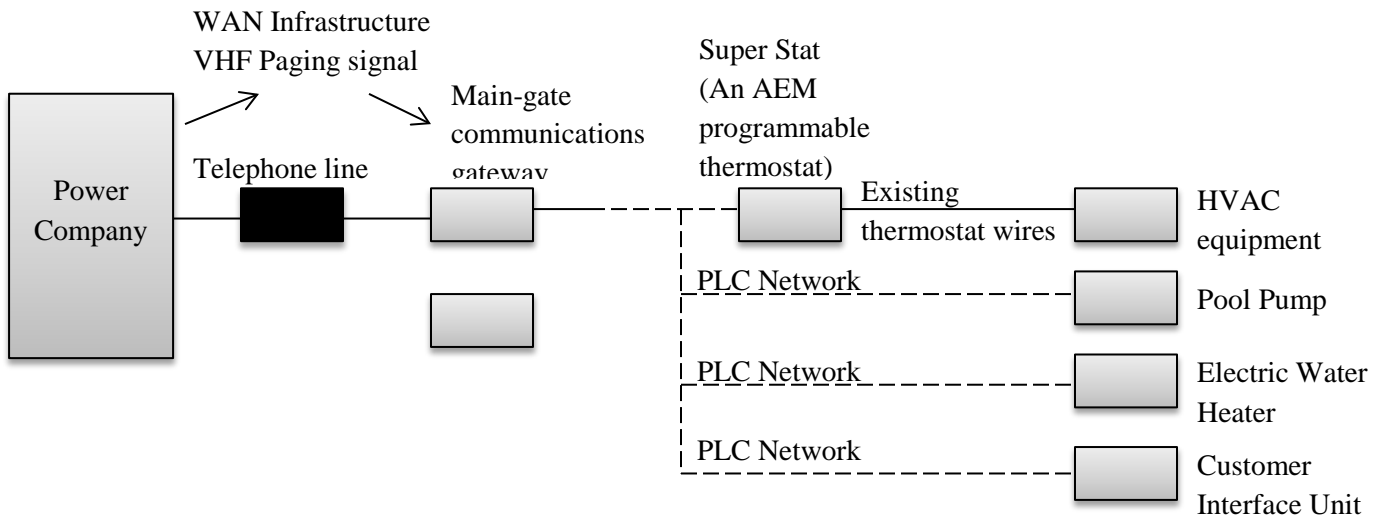 WAN Infrastructure
VHF Paging signal
Power
Company
Telephone line
Main-gate
communications
gateway
Super Stat
(An AEM
programmable
thermostat)
Existing
thermostat wires
HVAC
equipment
PLC Network
Pool Pump
PLC Network
Electric Water
Heater
PLC Network
Customer
Interface Unit